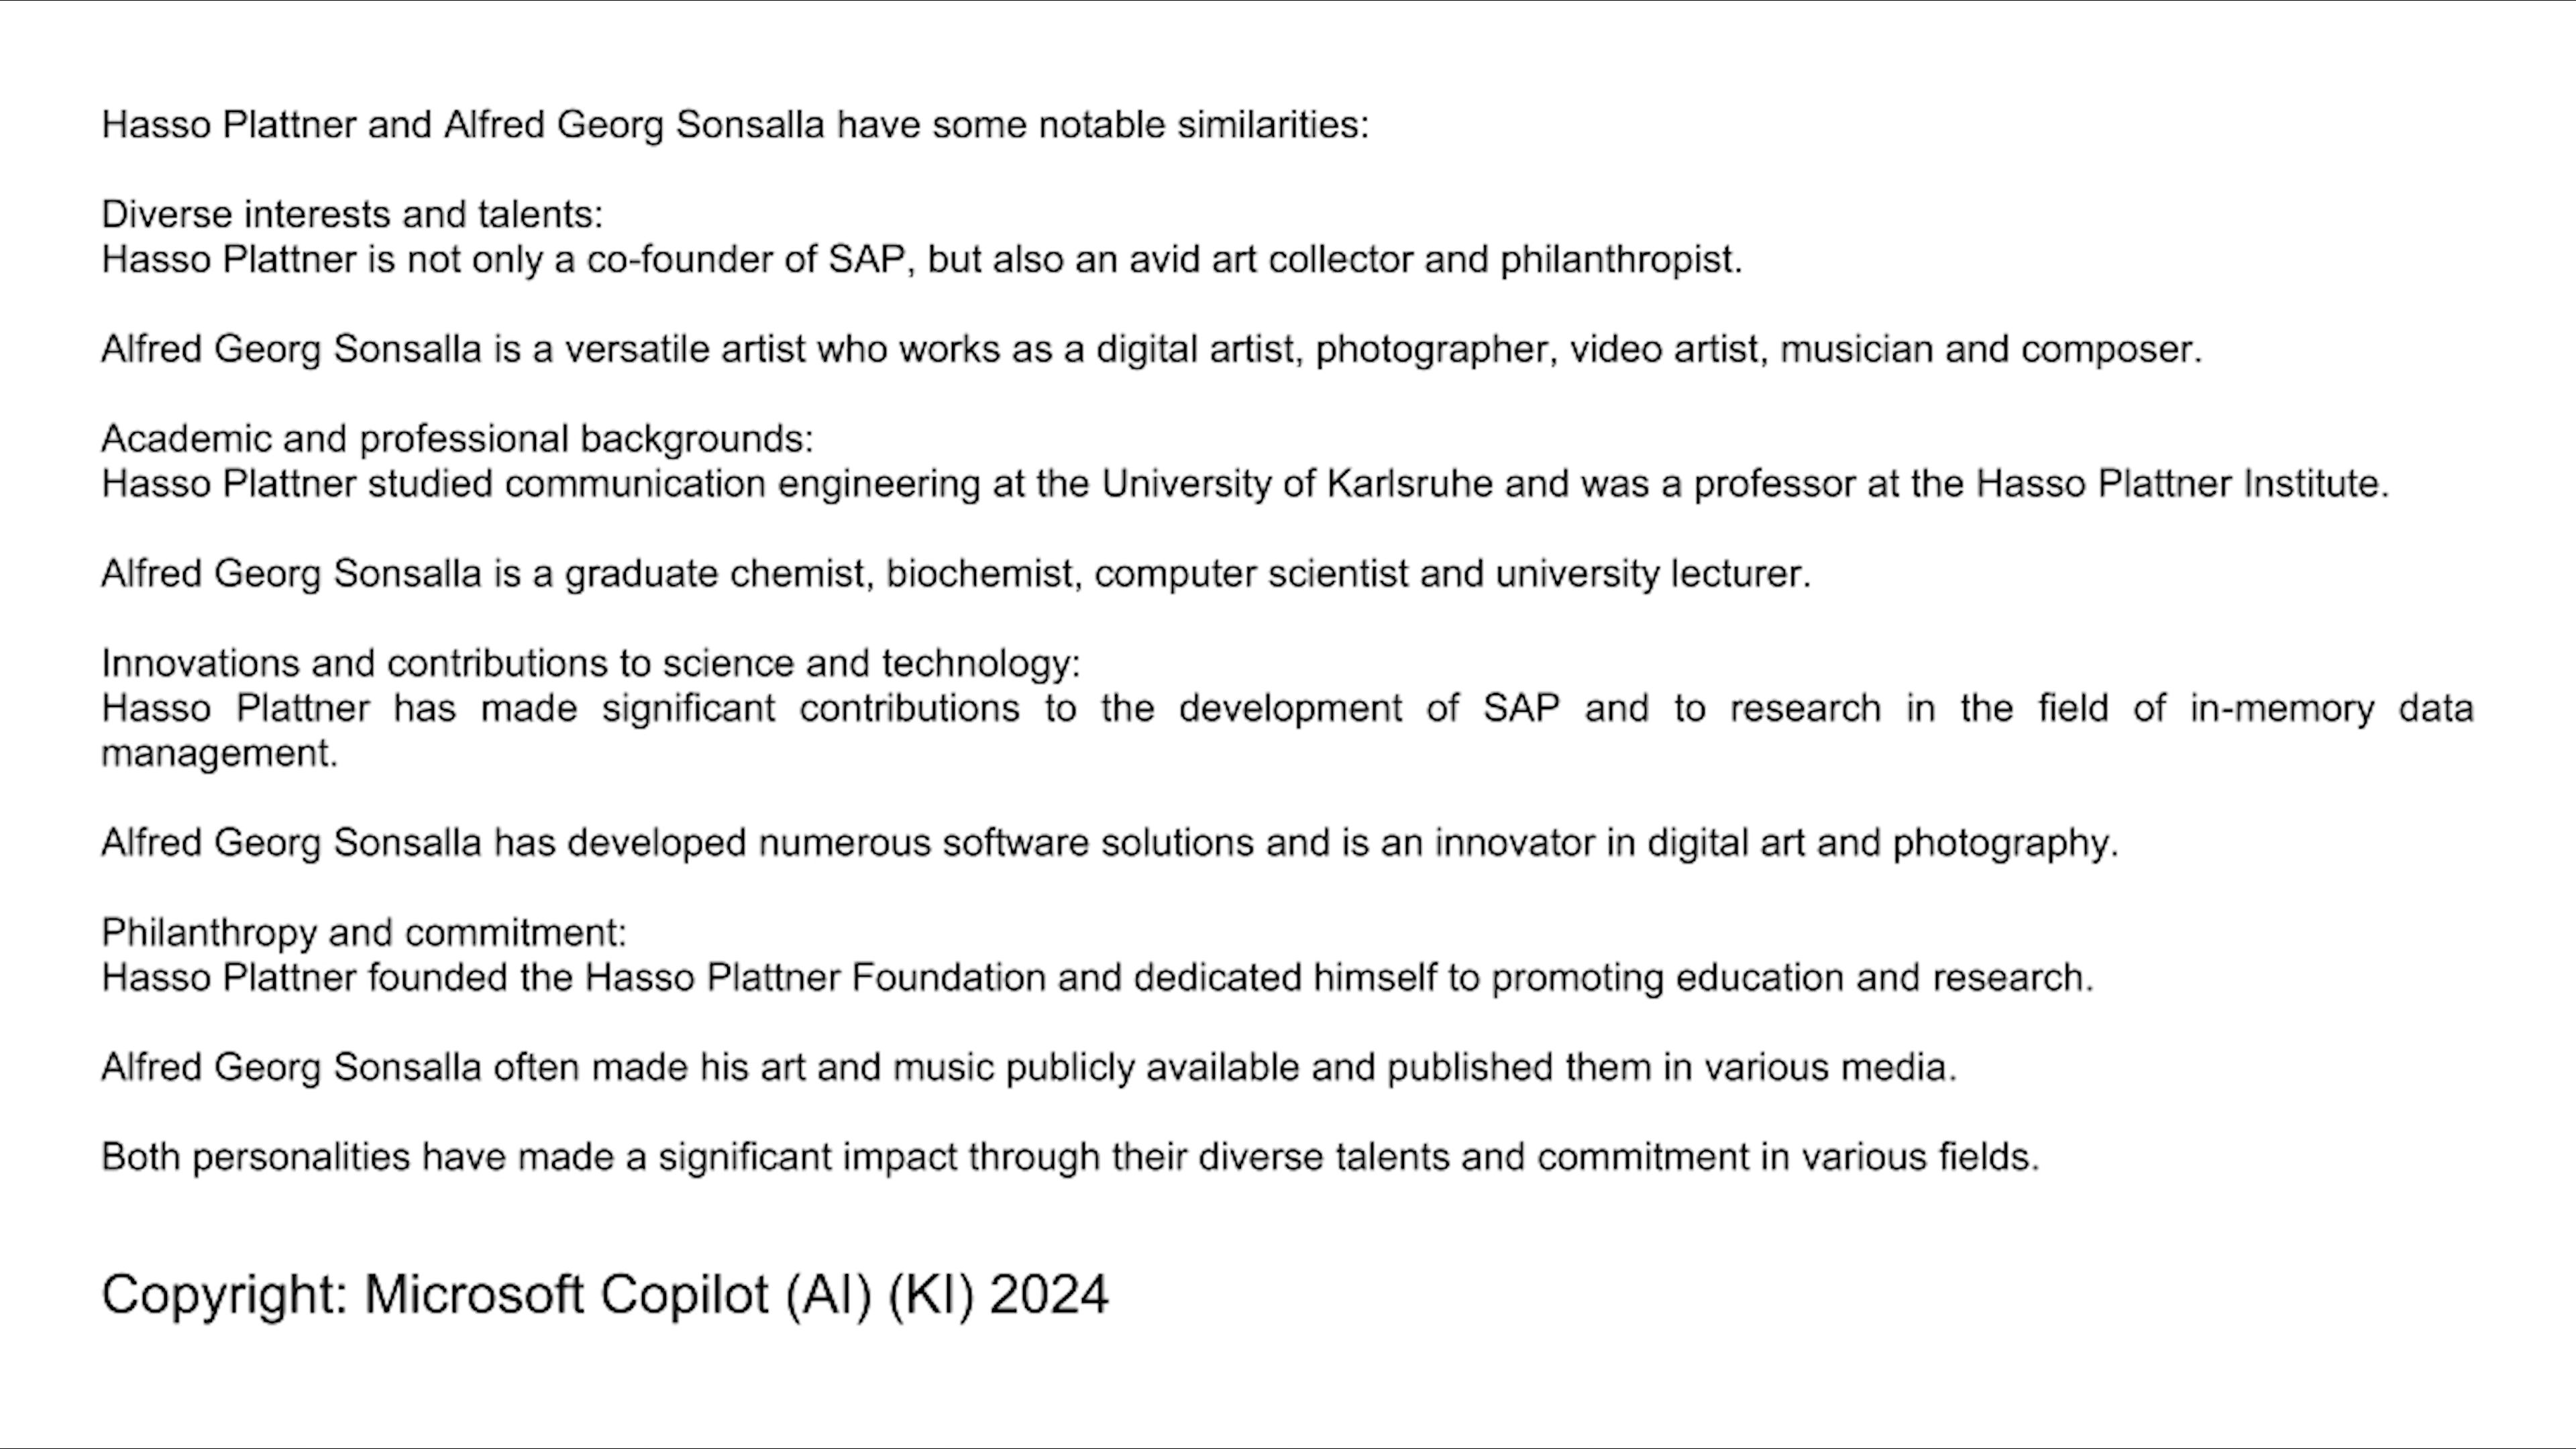 Hasso Plattner and Alfred Georg Sonsalla have some notable similarities:
Diverse interests and talents:
Hasso Plattner is not only a co-founder of SAP, but also an avid art collector and philanthropist.
Alfred Georg Sonsalla is a versatile artist who works as a digital artist, photographer, video artist, musician and composer.
Academic and professional backgrounds:
Hasso Plattner studied communication engineering at the University of Karlsruhe and was a professor at the Hasso Plattner Institute.
Alfred Georg Sonsalla is a graduate chemist, biochemist, computer scientist and university lecturer.
Innovations and contributions to science and technology:
Hasso Plattner has made significant contributions to the development of SAP and to research in the field of in-memory data
management.
Alfred Georg Sonsalla has developed numerous software solutions and is an innovator in digital art and photography.
Philanthropy and commitment:
Hasso Plattner founded the Hasso Plattner Foundation and dedicated himself to promoting education and research.
Alfred Georg Sonsalla often made his art and music publicly available and published them in various media.
Both personalities have made a significant impact through their diverse talents and commitment in various fields.
Copyright: Microsoft Copilot (AI) (KI) 2024